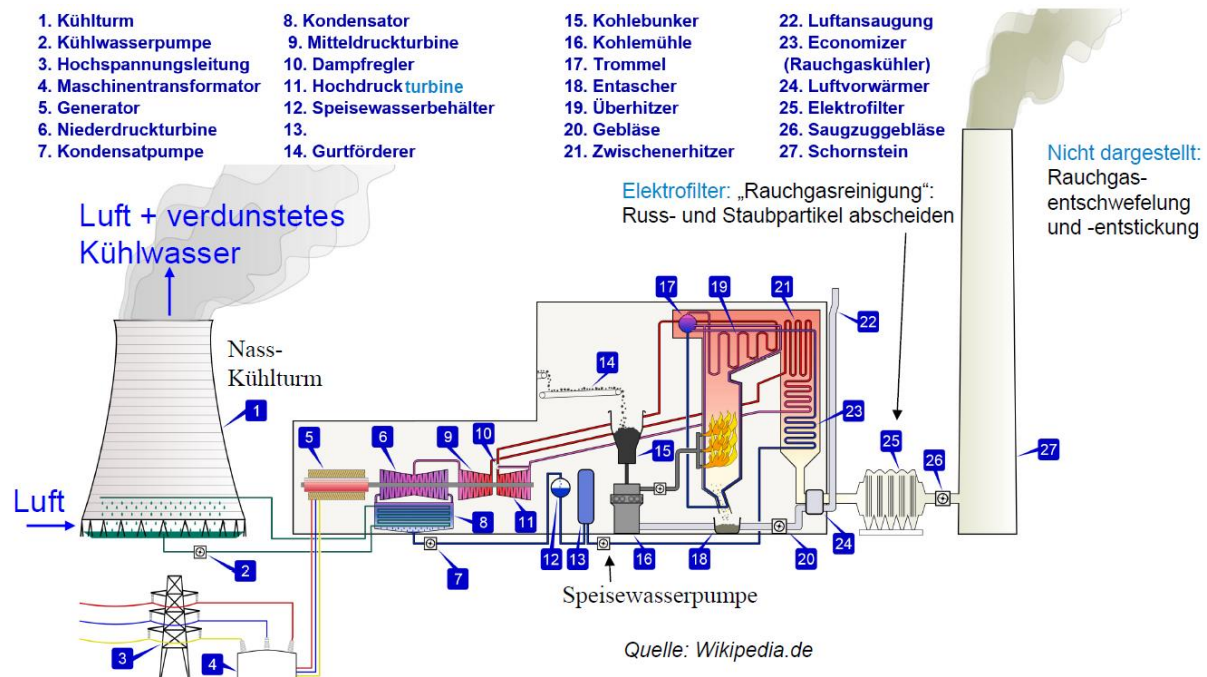 1. Kühlturm
2. Kühlwasserpumpe
3. Hochspannungsleitung
4. Maschinentransformator
5. Generator
6. Niederdruckturbine
7. Kondensatpumpe
8. Kondensator
9. Mitteldruckturbine
10. Dampfregler
11. Hochdruckturbine
12. Speisewasserbehälter
13.
14. Gurtförderer
15. Kohlebunker
16. Kohlemühle
17. Trommel
18. Entascher
19. Überhitzer
20. Gebläse
21. Zwischenerhitzer
22. Luftansaugung
23. Economizer
(Rauchgaskühler)
24. Luftvorwärmer
25. Elektrofilter
26. Saugzuggebläse
27. Schornstein
Nicht dargestellt:
Rauchgas-
entschwefelung
und -entstickung
Elektrofilter: „Rauchgasreinigung“:
Russ- und Staubpartikel abscheiden
Luft + verdunstetes
Kühlwasser
Nass-
Kühlturm
Luft
17
19
21
22
14
1
5
6
9
10
15
23
25
26
27
8
11
2
7
12
13
16
18
20
24
Speisewasserpumpe
3
4
Quelle: Wikipedia.de